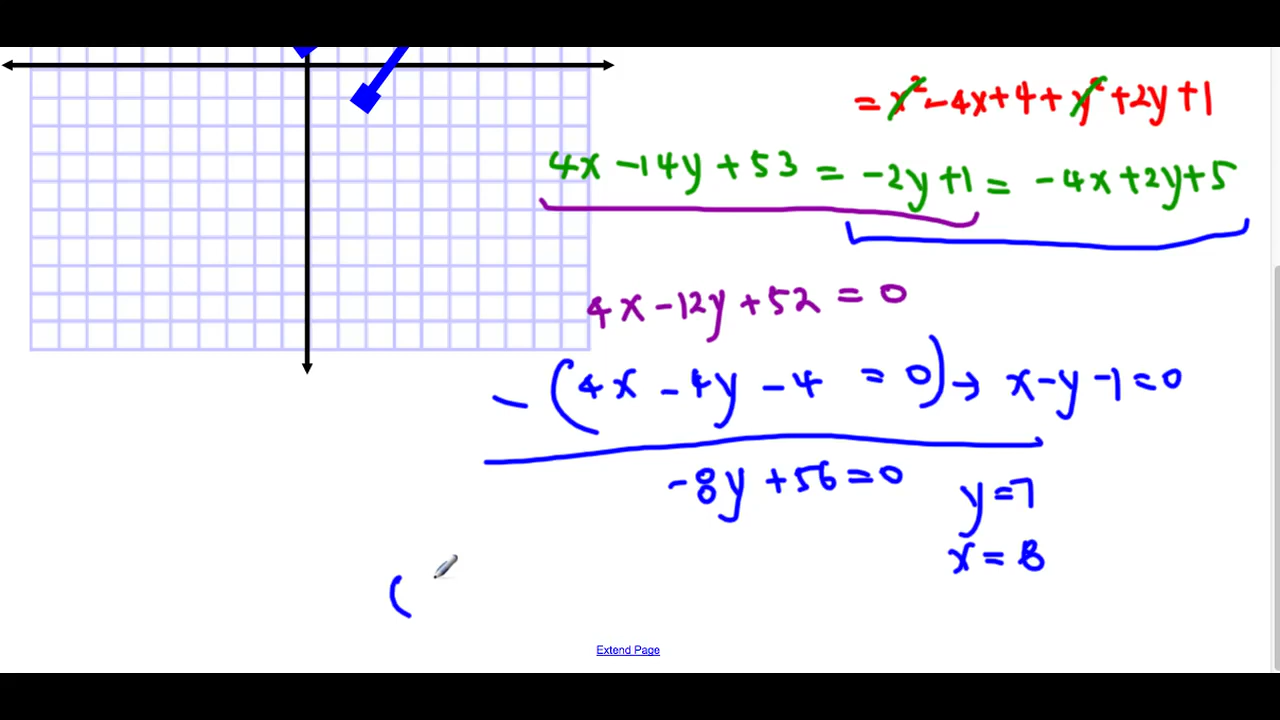 = x² - 4x + 4 + y² + 2y + 1
4x - 14y + 53 = -2y + 1 = -4x + 2y + 5
4x - 12y + 52 = 0
- (4x - 4y - 4 = 0) → x - y - 1 = 0
-8y + 56 = 0 y = 7
x = 8
(
Extend Page